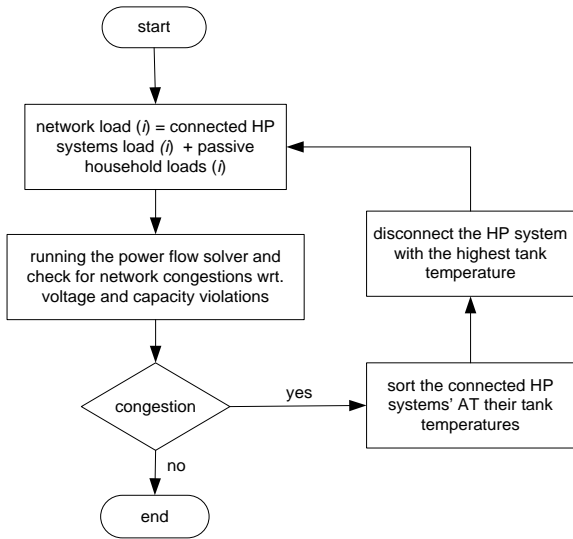 start
network load (i) = connected HP
systems load (i) + passive
household loads (i)
running the power flow solver and
check for network congestions wrt.
voltage and capacity violations
congestion
yes
no
end
sort the connected HP
systems' AT their tank
temperatures
disconnect the HP system
with the highest tank
temperature